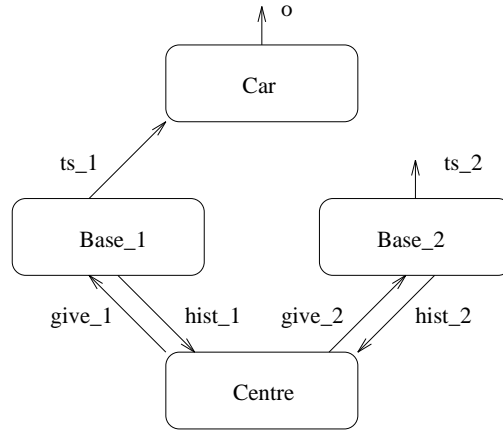 o
Car
ts_1
ts_2
Base_1
Base_2
give_1
hist_1
give_2
hist_2
Centre